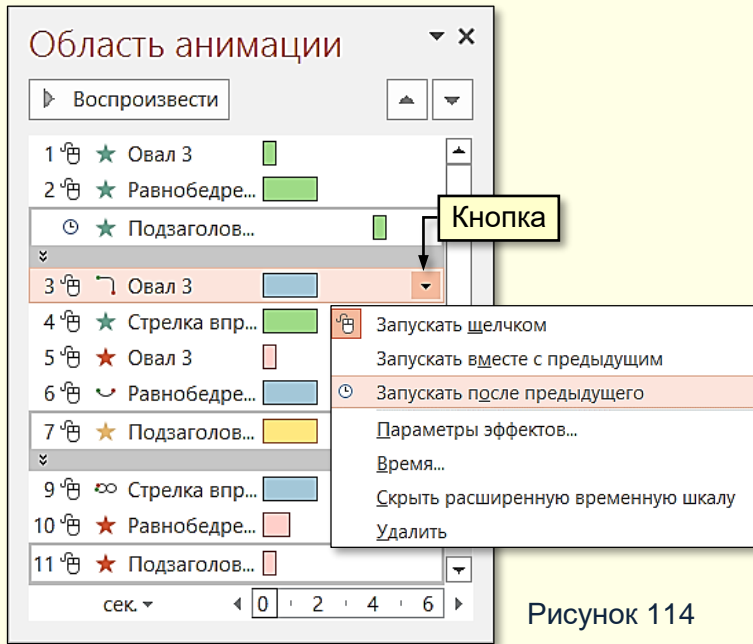 Область анимации
Воспроизвести
1 Овал 3
2 Равнобедре...
Подзаголов...
Кнопка
3 Овал 3
4 Стрелка впр...
5 Овал 3
6 Равнобедре...
7 Подзаголов...
9 Стрелка впр...
10 Равнобедре...
11 Подзаголов...
Запускать щелчком
Запускать вместе с предыдущим
Запускать после предыдущего
Параметры эффектов...
Время...
Скрыть расширенную временную шкалу
Удалить
сек. 0 2 4 6
Рисунок 114